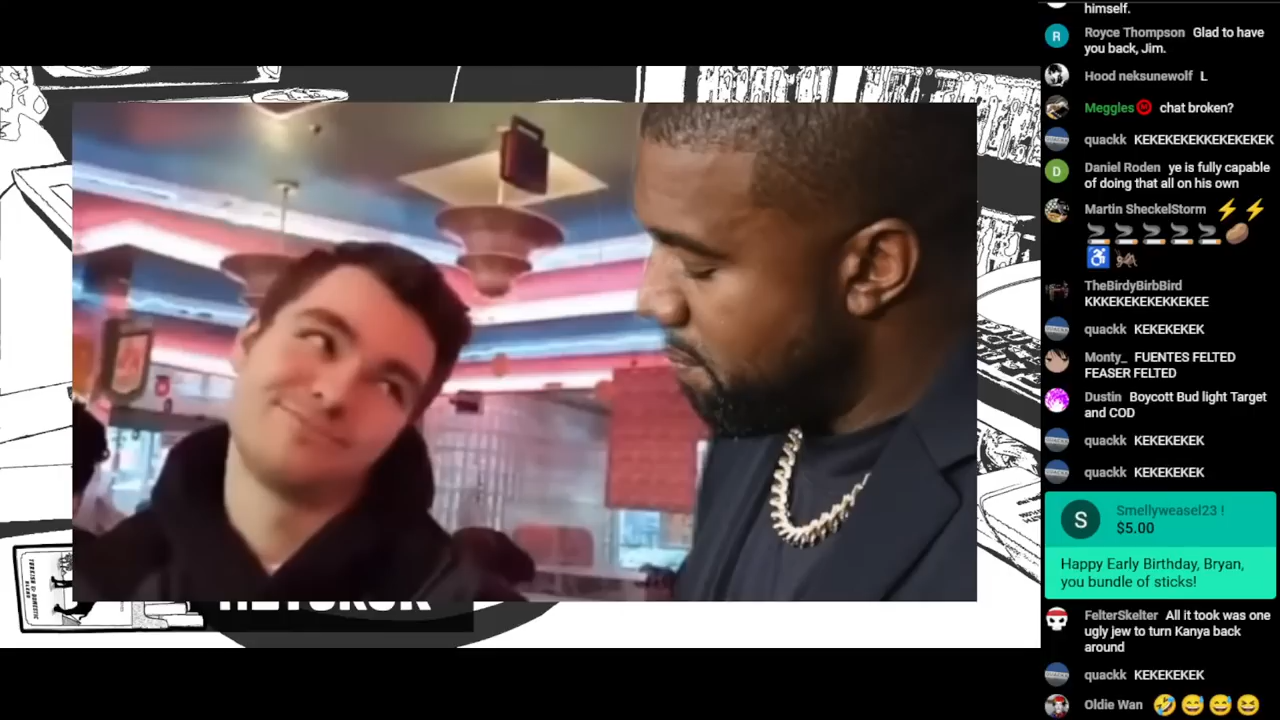 himself.
Royce Thompson Glad to have
you back, Jim.
Hood neksunewolf L
Meggles chat broken?
quackk KEKEKEKEKKEKEKEKEK
Daniel Roden ye is fully capable
of doing that all on his own
Martin SheckelStorm ⚡⚡
🚬🚬🚬🚬🚬🥔
♿🪳
TheBirdyBirbBird
KKKEKEKEKEKKEKEE
quackk KEKEKEKEK
Monty_ FUENTES FELTED
FEASER FELTED
Dustin Boycott Bud light Target
and COD
quackk KEKEKEKEK
quackk KEKEKEKEK
S
Smellyweasel23 !
$5.00
Happy Early Birthday, Bryan,
you bundle of sticks!
FelterSkelter All it took was one
ugly jew to turn Kanya back
around
quackk KEKEKEKEK
Oldie Wan 🤣😅😅😆